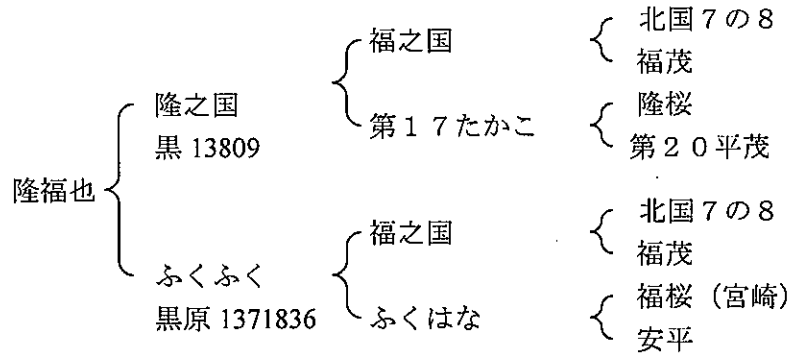 北国７の８
福之国
福茂
隆之国
隆桜
黒 13809
第１７たかこ
第２０平茂
隆福也
北国７の８
福之国
福茂
ふくふく
福桜（宮崎）
黒原 1371836
ふくはな
安平